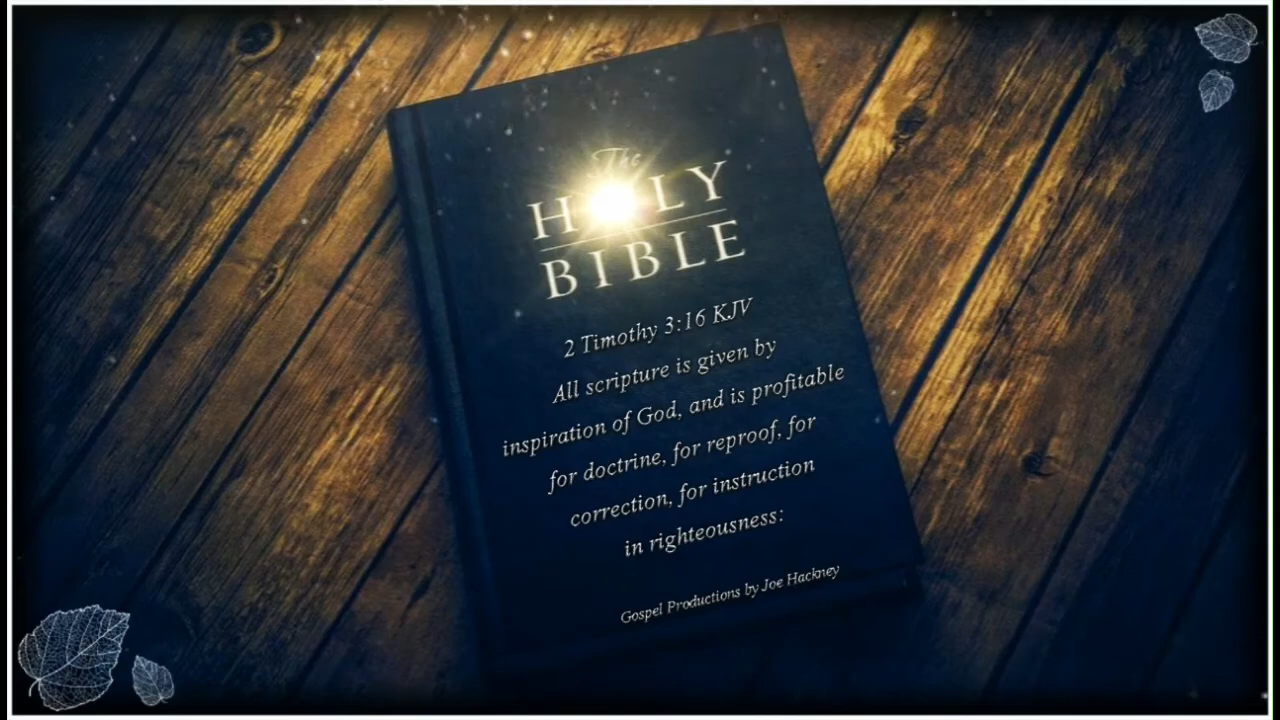 The
HOLY
BIBLE
2 Timothy 3:16 KJV
All scripture is given by
inspiration of God, and is profitable
for doctrine, for reproof, for
correction, for instruction
in righteousness:
Gospel Productions by Joe Hackney